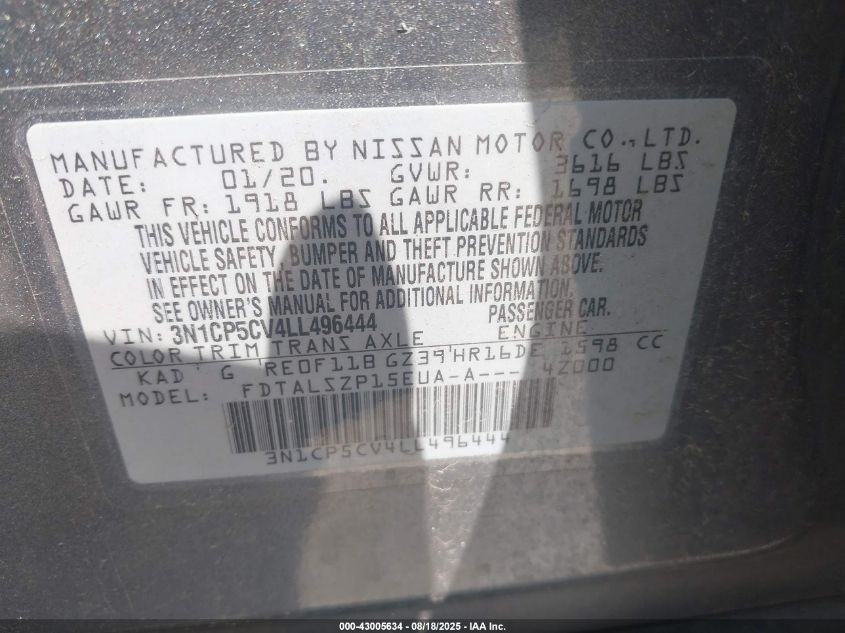 MANUFACTURED BY NISSAN MOTOR CO., LTD.
DATE: 01/20. GVWR: 3616 LBS
GAWR FR: 1918 LBS GAWR RR: 1698 LBS
THIS VEHICLE CONFORMS TO ALL APPLICABLE FEDERAL MOTOR
VEHICLE SAFETY, BUMPER AND THEFT PREVENTION STANDARDS
IN EFFECT ON THE DATE OF MANUFACTURE SHOWN ABOVE.
SEE OWNER'S MANUAL FOR ADDITIONAL INFORMATION.
VIN: 3N1CP5CV4LL496444 PASSENGER CAR.
COLOR TRIM TRANS AXLE ENGINE
KAD G RE0F11B GZ39 HR16DE 1598 CC
MODEL: FDTALSZP15EUA-A--- 4Z000
3N1CP5CV4LL496444
000-43005634 - 08/18/2025 - IAA Inc.